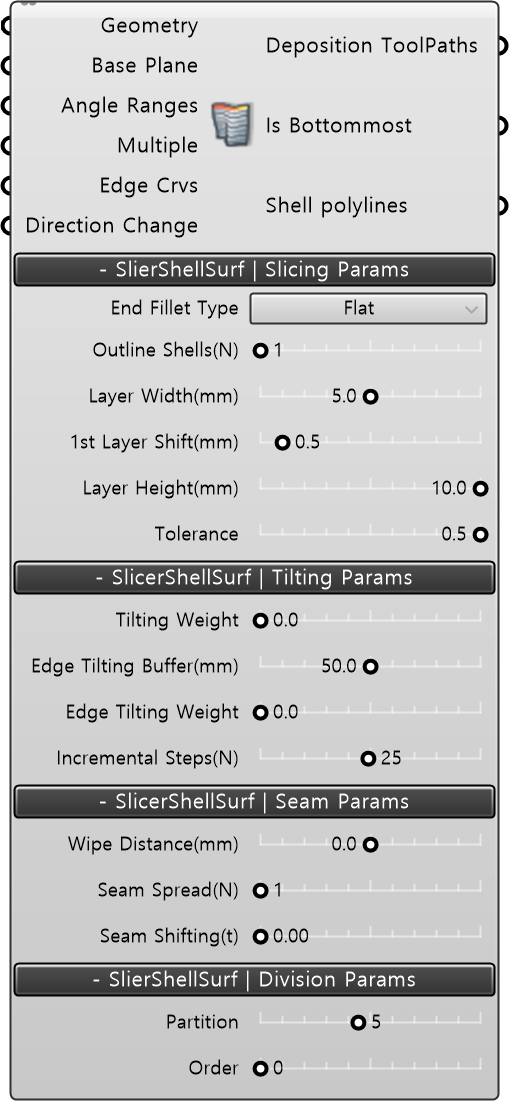 Geometry
Base Plane
Angle Ranges
Multiple
Edge Crvs
Direction Change
Deposition ToolPaths
Is Bottommost
Shell polylines
- SlierShellSurf | Slicing Params
End Fillet Type Flat
Outline Shells(N) 1
Layer Width(mm) 5.0
1st Layer Shift(mm) 0.5
Layer Height(mm) 10.0
Tolerance 0.5
- SlicerShellSurf | Tilting Params
Tilting Weight 0.0
Edge Tilting Buffer(mm) 50.0
Edge Tilting Weight 0.0
Incremental Steps(N) 25
- SlicerShellSurf | Seam Params
Wipe Distance(mm) 0.0
Seam Spread(N) 1
Seam Shifting(t) 0.00
- SlierShellSurf | Division Params
Partition 5
Order 0